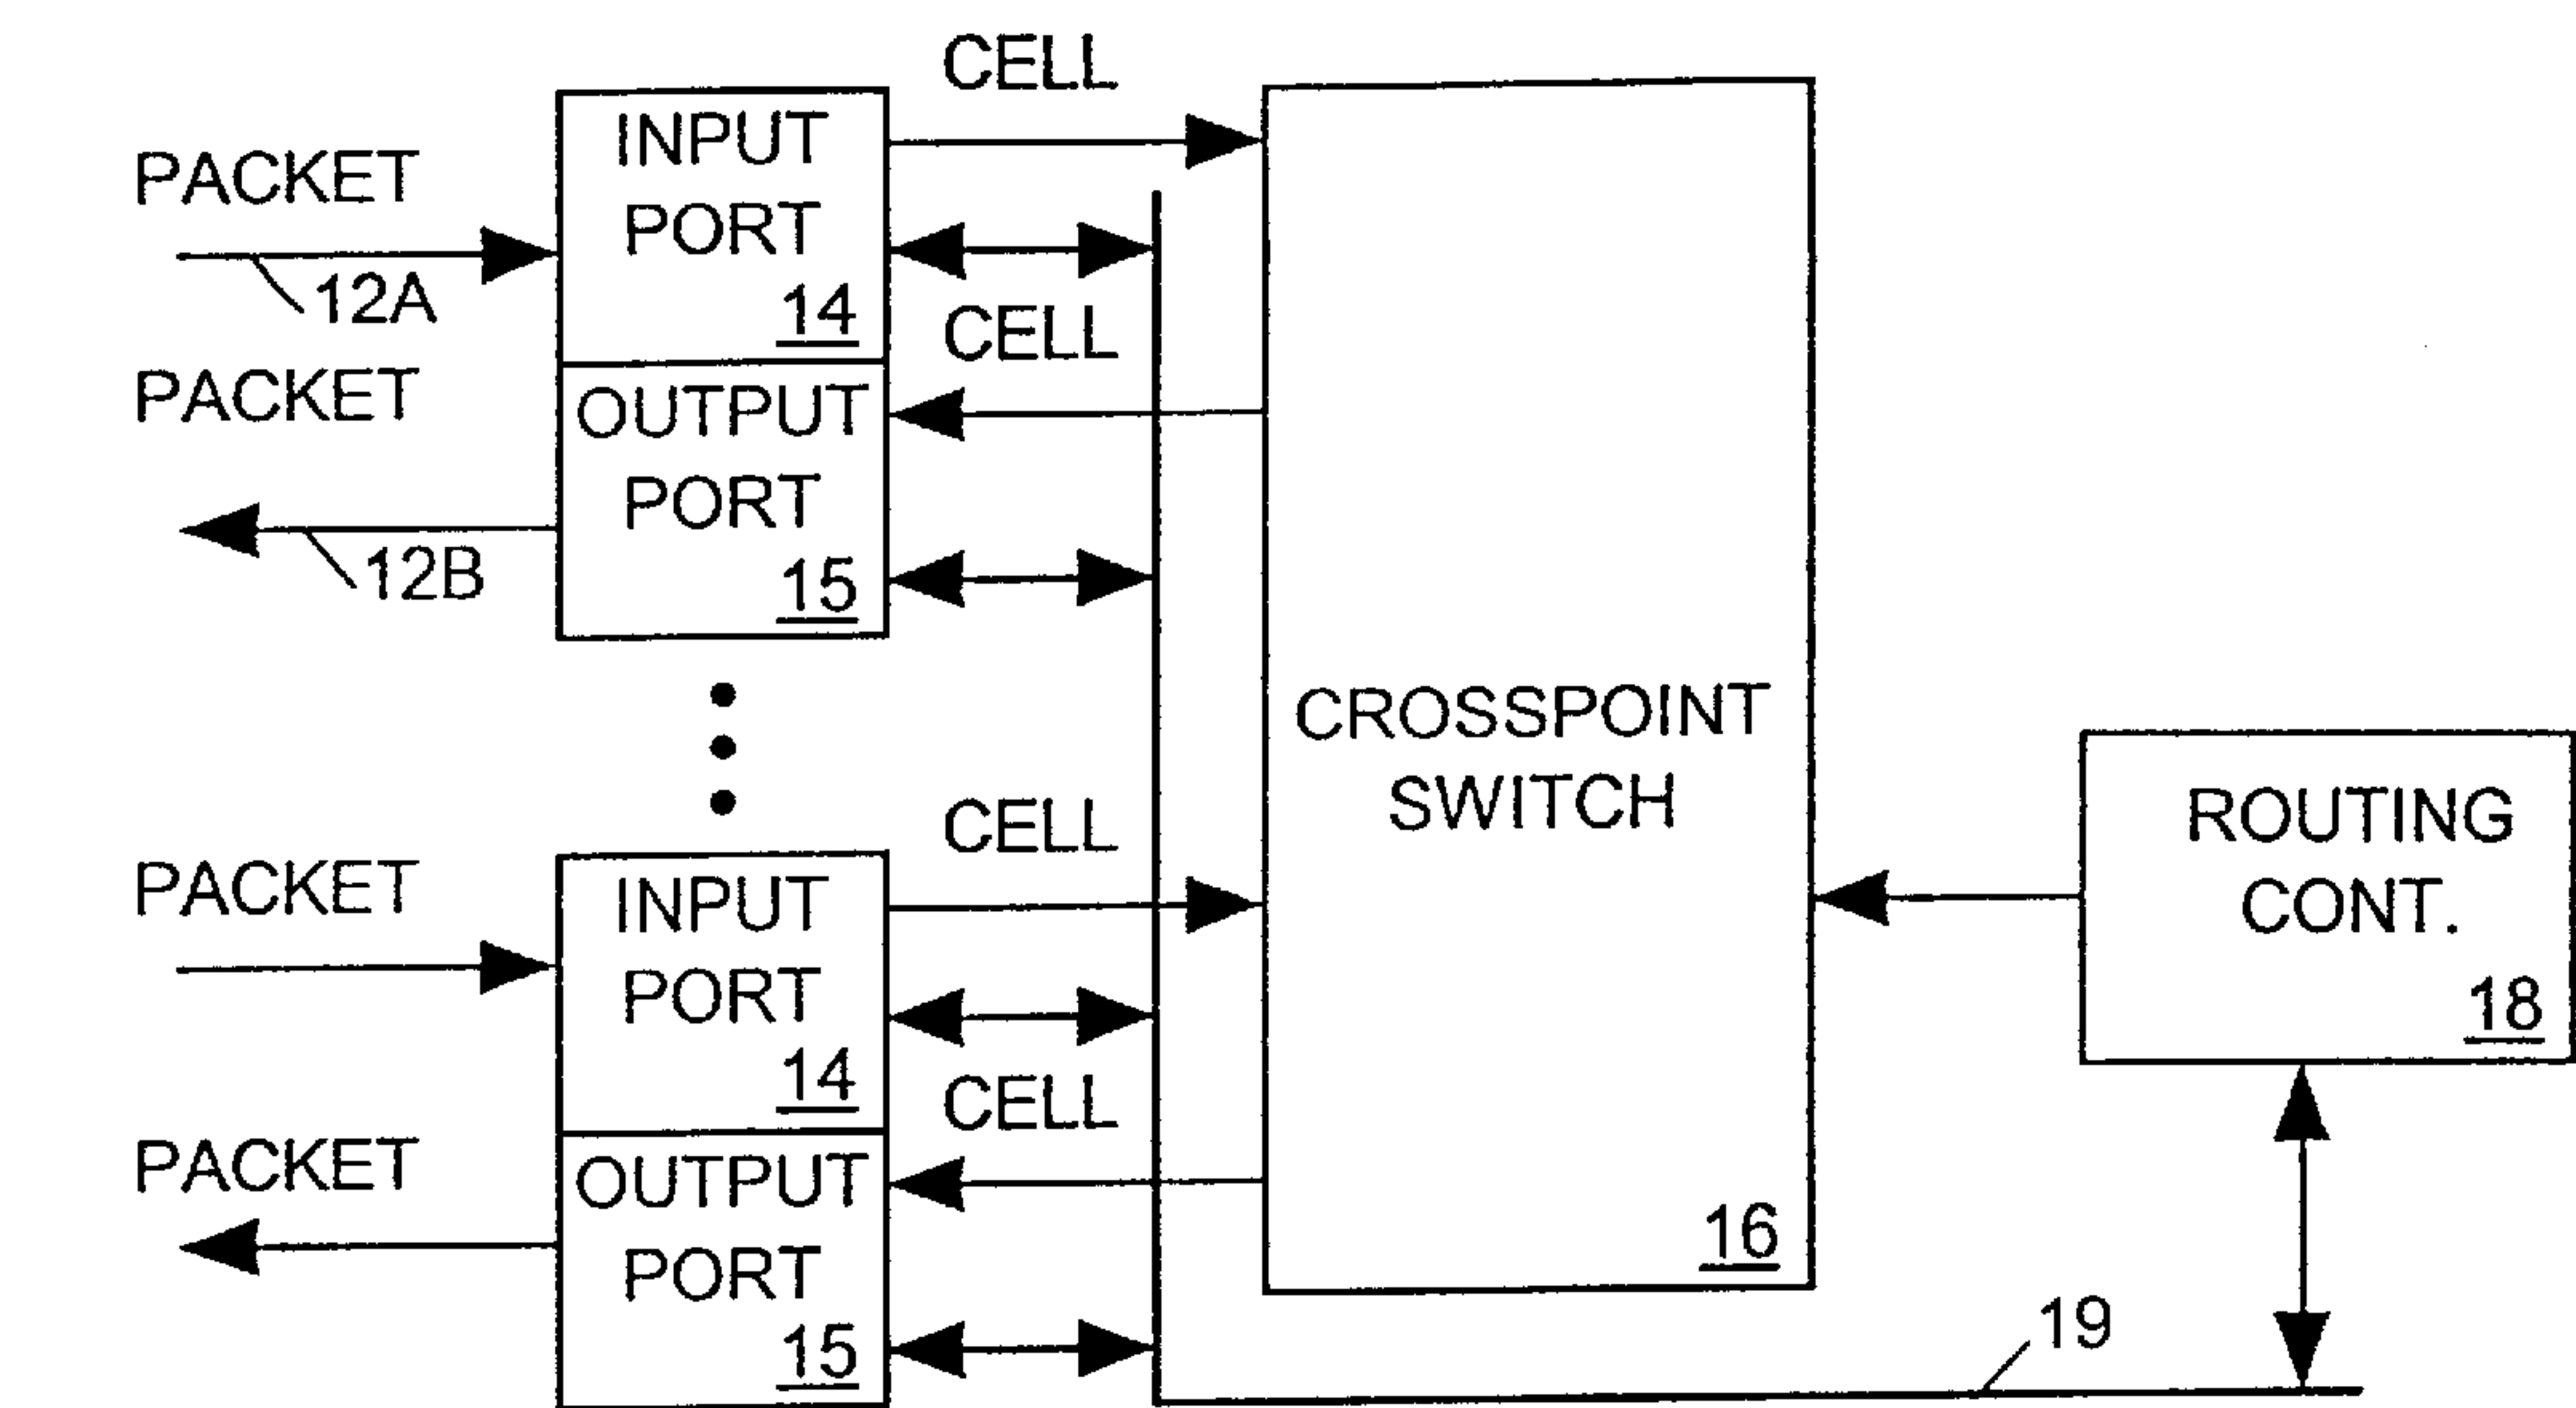 CELL
PACKET
INPUT
PORT
14
12A
CELL
PACKET
OUTPUT
PORT
15
12B
CROSSPOINT
SWITCH
16
ROUTING
CONT.
18
CELL
PACKET
INPUT
PORT
14
CELL
PACKET
OUTPUT
PORT
15
19